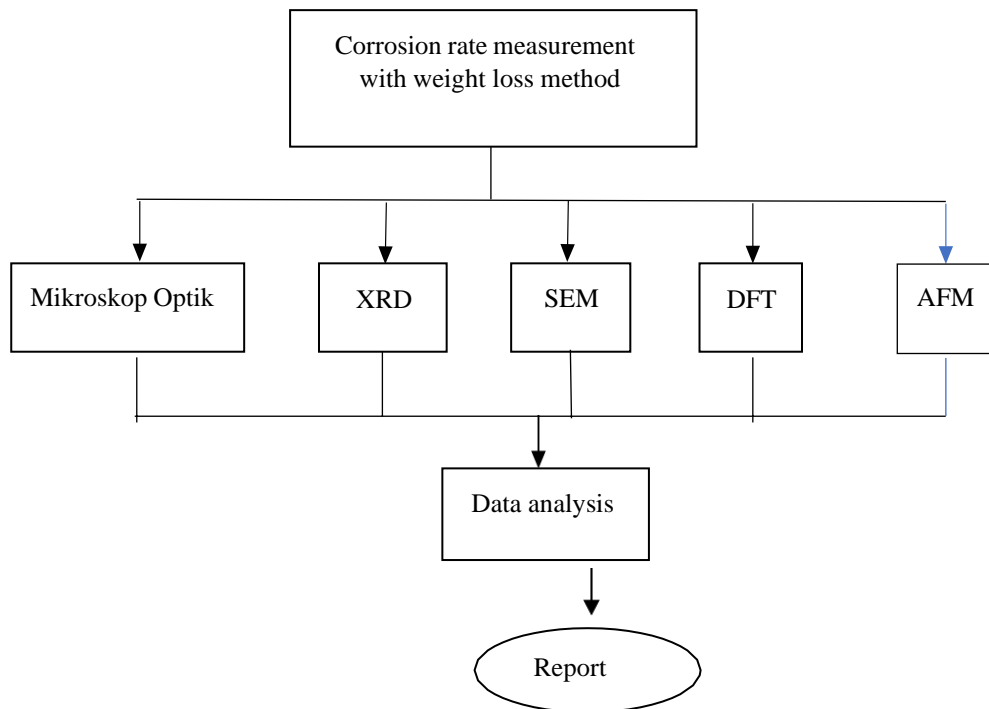 Corrosion rate measurement
with weight loss method
Mikroskop Optik
XRD
SEM
DFT
AFM
Data analysis
Report